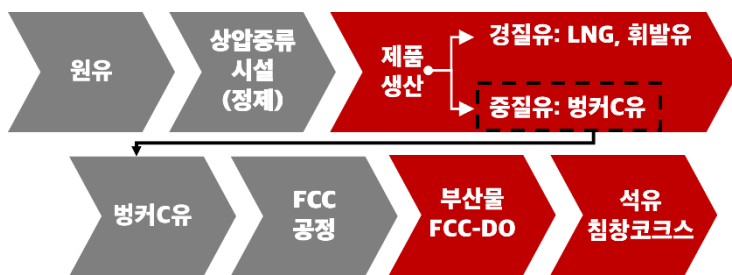 원유
상압증류
시설
(정제)
제품
생산
경질유: LNG, 휘발유
중질유: 벙커C유
벙커C유
FCC
공정
부산물
FCC-DO
석유
침창코크스